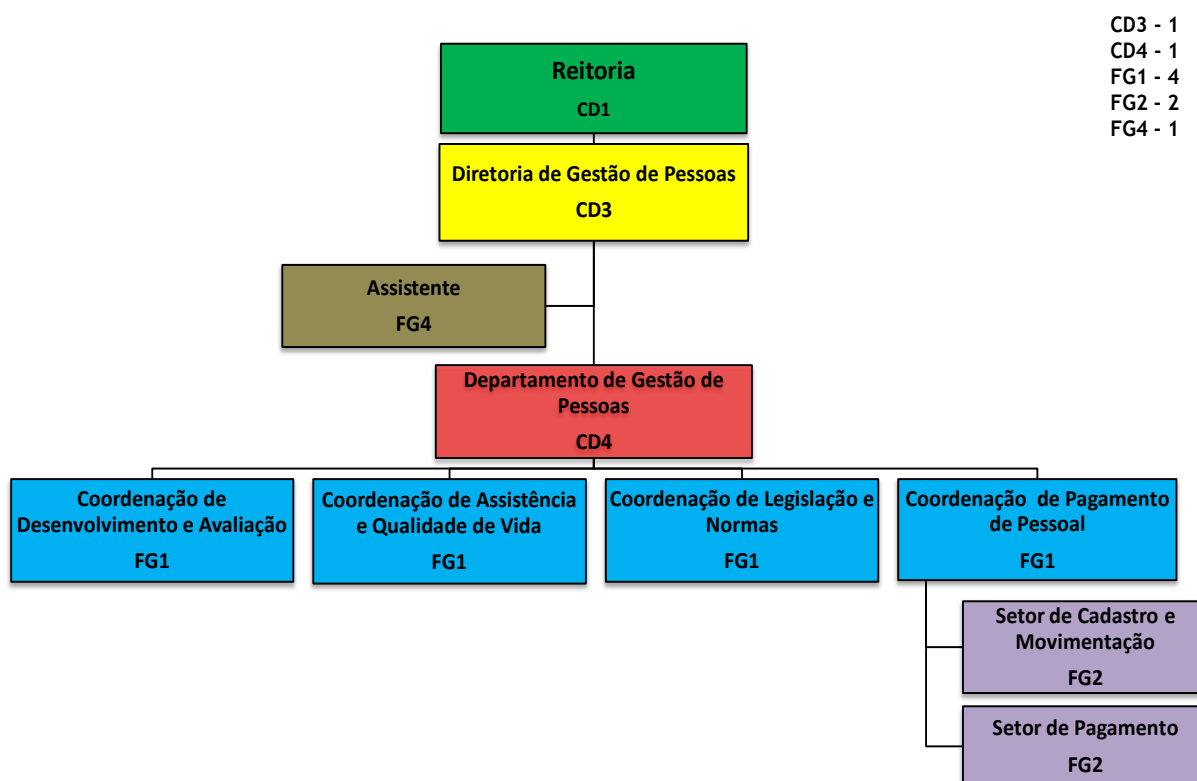 CD3 - 1
CD4 - 1
FG1 - 4
FG2 - 2
FG4 - 1
Reitoria
CD1
Diretoria de Gestão de Pessoas
CD3
Assistente
FG4
Departamento de Gestão de
Pessoas
CD4
Coordenação de
Desenvolvimento e Avaliação
FG1
Coordenação de Assistência
e Qualidade de Vida
FG1
Coordenação de Legislação e
Normas
FG1
Coordenação de Pagamento
de Pessoal
FG1
Setor de Cadastro e
Movimentação
FG2
Setor de Pagamento
FG2